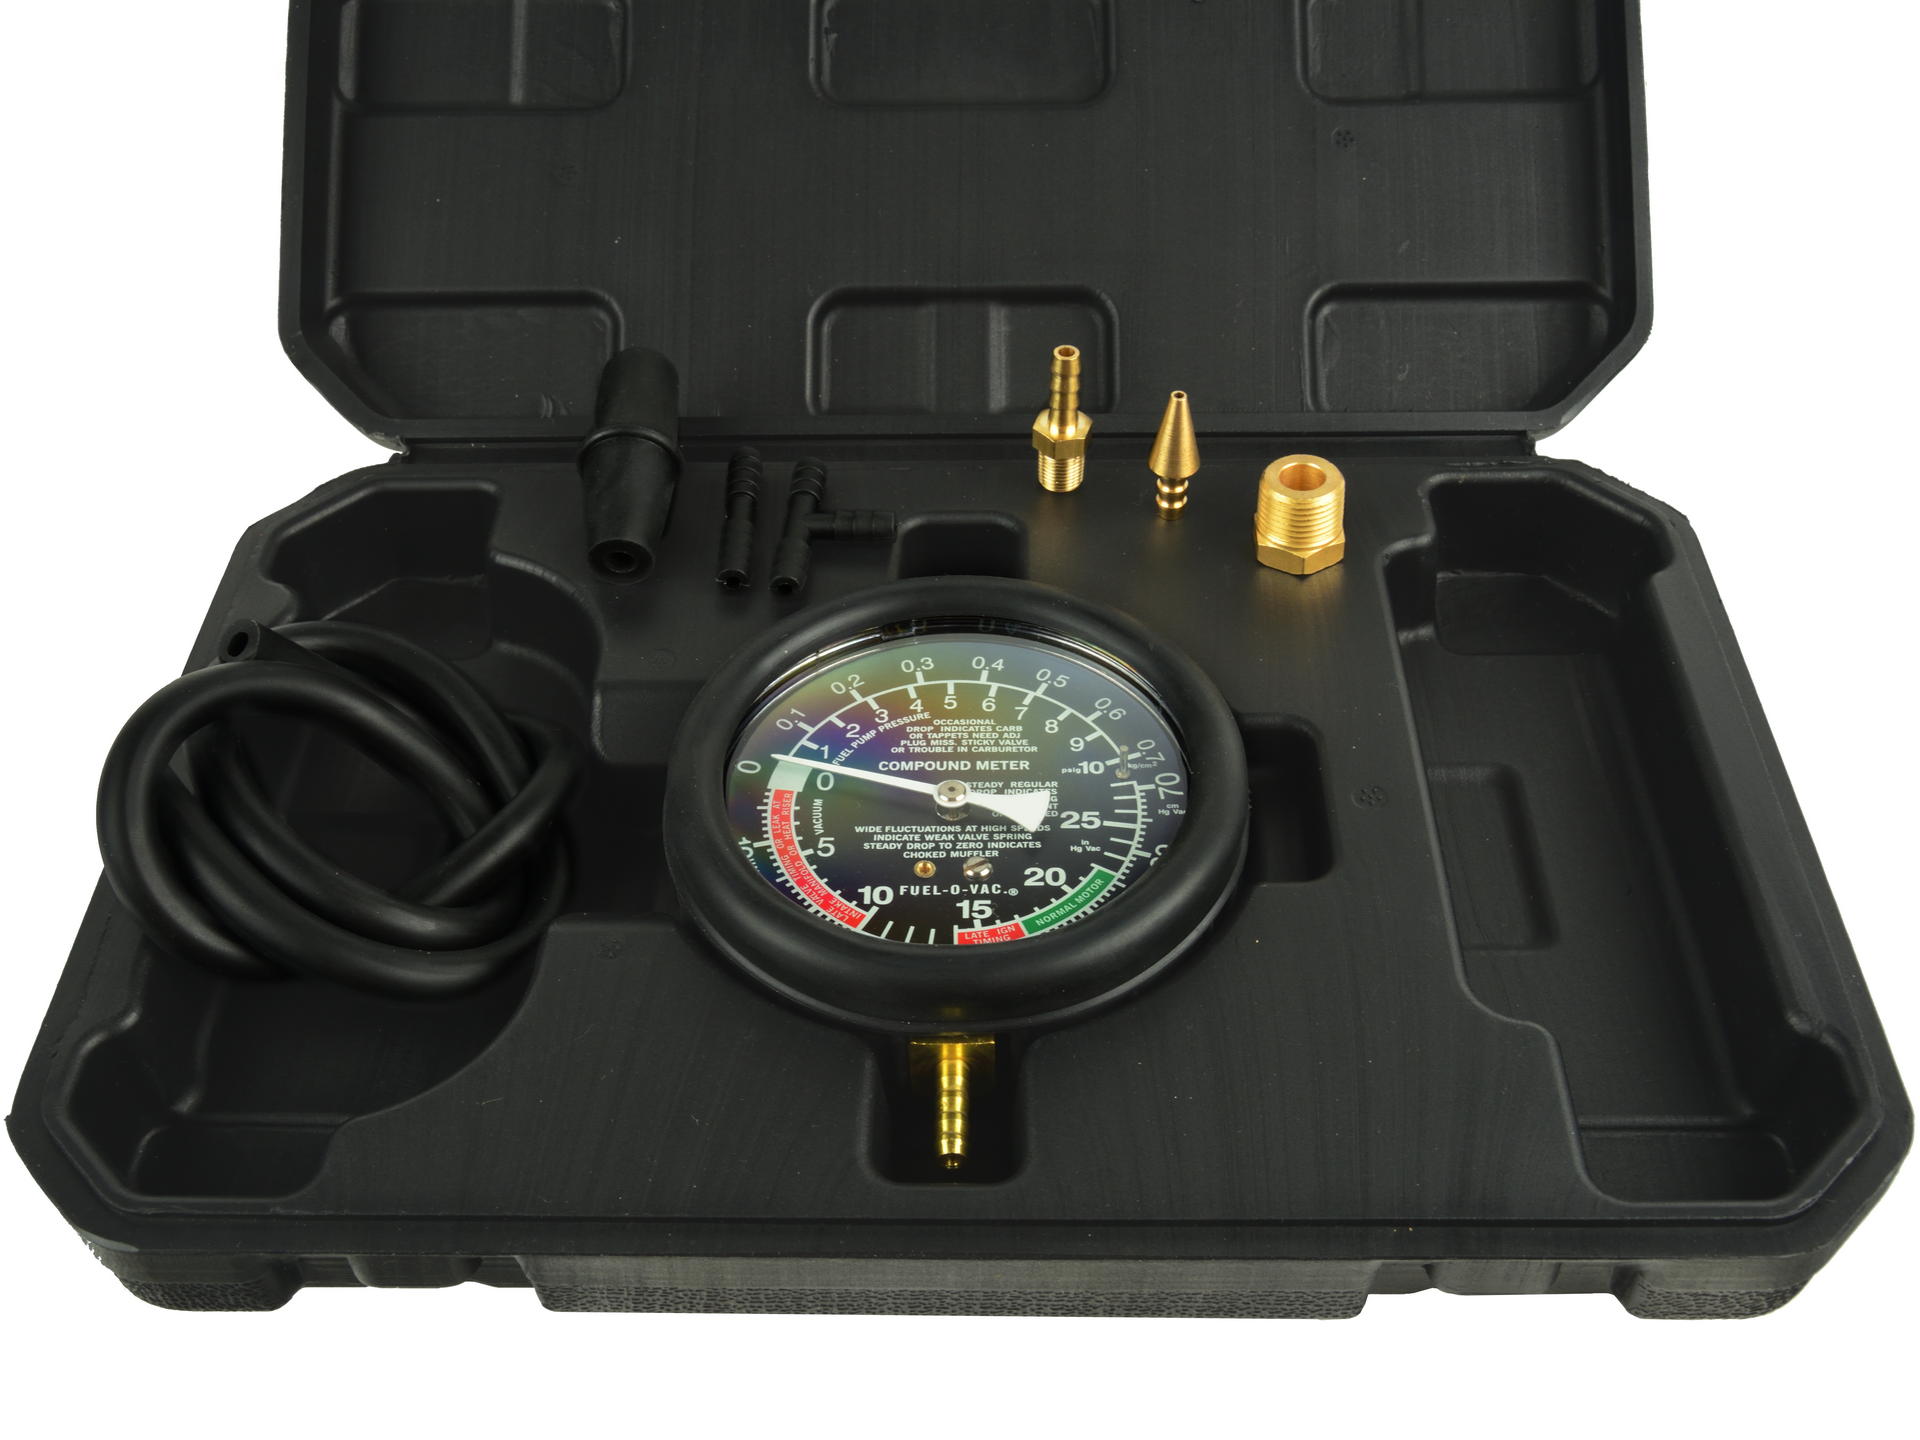 0.1 0.2 0.3 0.4 0.5 0.6 0.7
0 1 2 3 4 5 6 7 8 9 10
psig kg/cm²
FUEL PUMP PRESSURE
OCCASIONAL
DROP INDICATES CARB
OR TAPPETS NEED ADJ
PLUG MISS. STICKY VALVE
OR TROUBLE IN CARBURETOR
COMPOUND METER
STEADY REGULAR
DROP INDICATES
70
cm
Hg Vac
0
VACUUM
5
25
in
Hg Vac
WIDE FLUCTUATIONS AT HIGH SPEEDS
INDICATE WEAK VALVE SPRING
STEADY DROP TO ZERO INDICATES
CHOKED MUFFLER
LATE VALVE TIMING OR LEAK AT
INTAKE MANIFOLD OR HEAT RISER
10 FUEL-O-VAC.® 20
15
LATE IGN
TIMING
NORMAL MOTOR